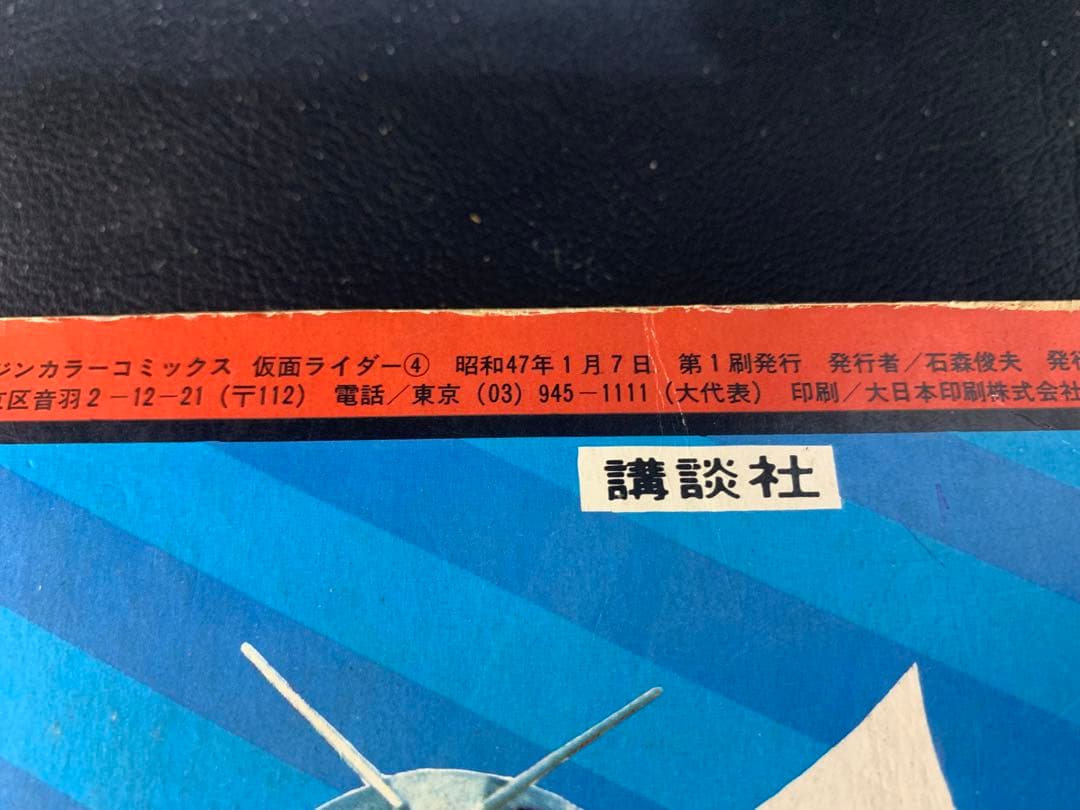 ジンカラーコミックス 仮面ライダー④ 昭和47年1月7日 第1刷発行 発行者/石森俊夫 発行
区音羽2-12-21(〒112) 電話/東京(03)945-1111(大代表) 印刷/大日本印刷株式会社
講談社